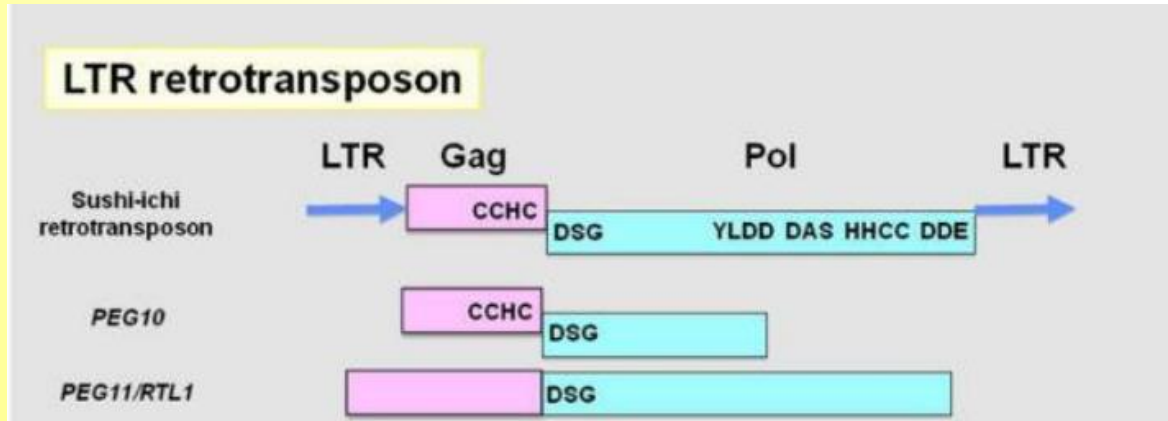 LTR retrotransposon
LTR Gag Pol LTR
Sushi-ichi
retrotransposon
CCHC
DSG YLDD DAS HHCC DDE
PEG10
CCHC
DSG
PEG11/RTL1
DSG